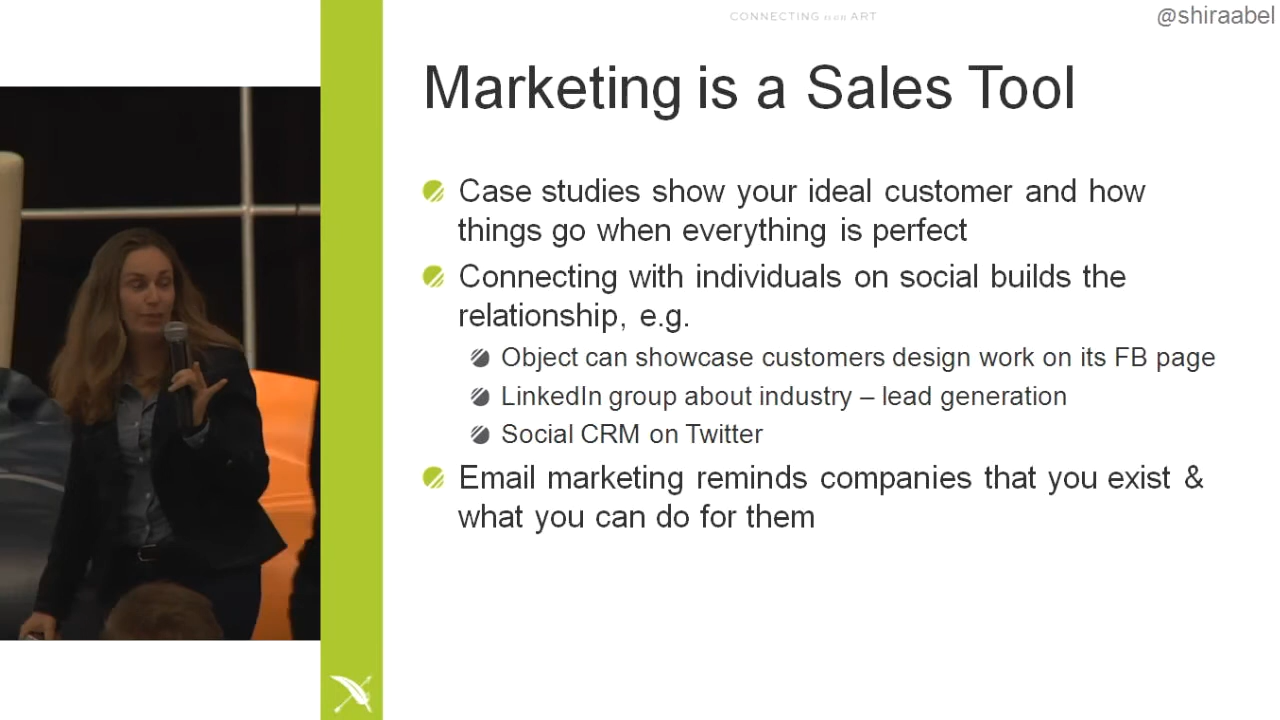 CONNECTING ART
@shiraabel
Marketing is a Sales Tool
Case studies show your ideal customer and how
things go when everything is perfect
Connecting with individuals on social builds the
relationship, e.g.
Object can showcase customers design work on its FB page
LinkedIn group about industry – lead generation
Social CRM on Twitter
Email marketing reminds companies that you exist &
what you can do for them